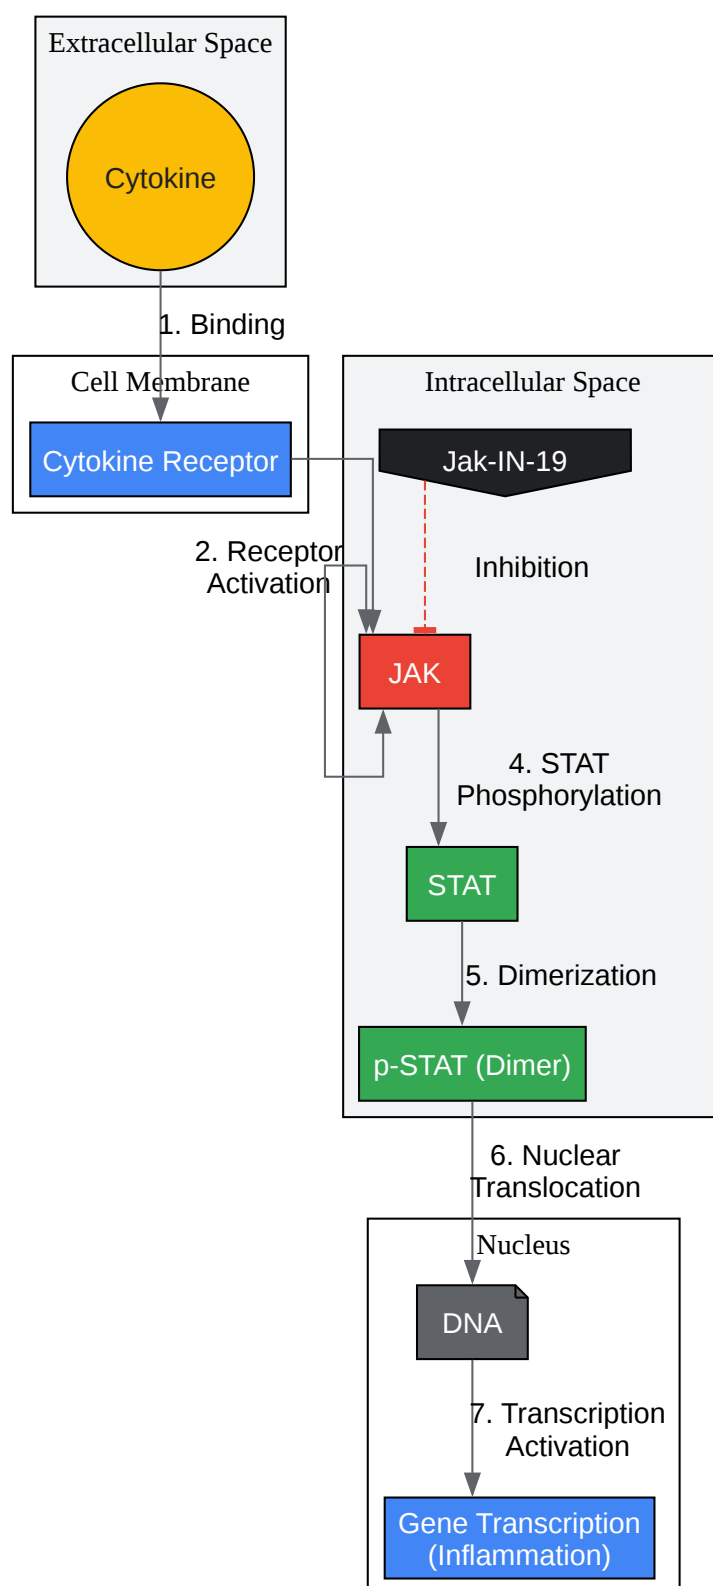 Extracellular Space
Cytokine
1. Binding
Cell Membrane
Cytokine Receptor
Intracellular Space
Jak-IN-19
2. Receptor
Activation
Inhibition
JAK
4. STAT
Phosphorylation
STAT
5. Dimerization
p-STAT (Dimer)
6. Nuclear
Translocation
Nucleus
DNA
7. Transcription
Activation
Gene Transcription
(Inflammation)